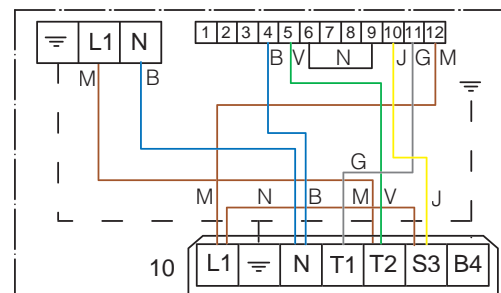 L1 N
1 2 3 4 5 6 7 8 9 10 11 12
M B
B V N J G M
G
M N B M V J
10 L1 N T1 T2 S3 B4